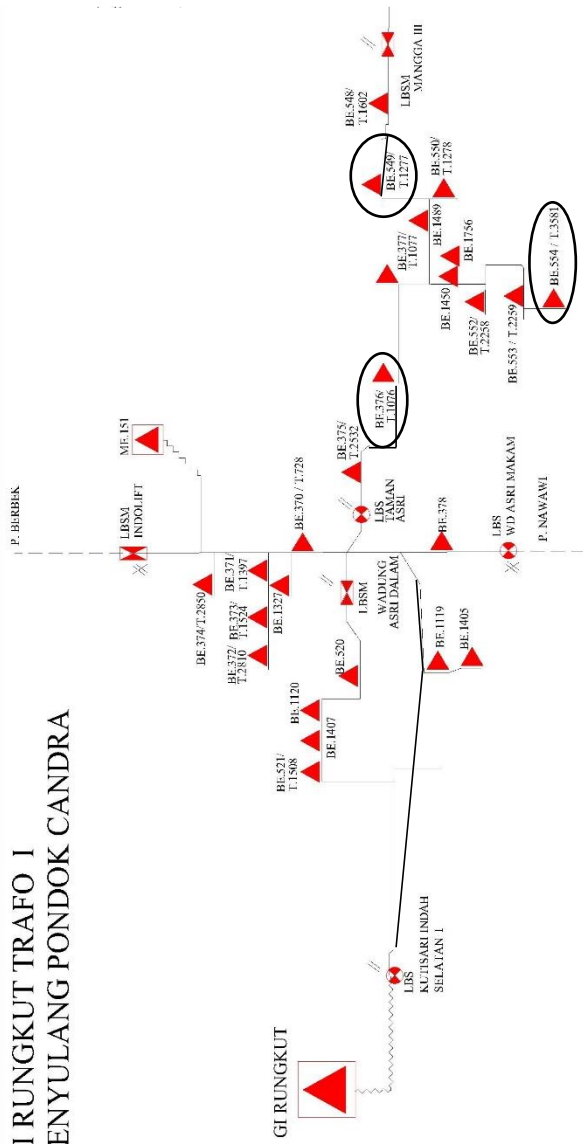 I RUNGKUT TRAFO 1
ENYULANG PONDOK CANDRA
GI RUNGKUT
LBS
KUTISARI INDAH
SELATAN 1
BE.521/
T.1508
BE.1407
BE.1120
BE.520
BE.1119
BE.1405
LBSM
WADUNG
ASRI DALAM
BE.372/
T.2810
BE.373/
T.1524
BE.371/
T.1397
BE.1327
BE.374/T.2850
BE.370 / T.728
P. BERBEK
LBSM
INDOLIFT
ME.151
LBS
TAMAN
ASRI
BE.378
LBS
WD ASRI MAKAM
P. NAWAWI
BE.375/
T.2532
BE.376/
T.1076
BE.377/
T.1077
BE.1489
BE.1756
BE.1450
BE.552/
T.2258
BE.553 / T.2259
BE.554 / T.3581
BE.549/
T.1277
BE.550/
T.1278
BE.548/
T.1602
LBSM
MANGGA III